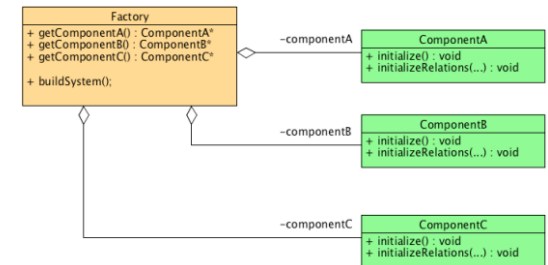 Factory
+ getComponentA() : ComponentA*
+ getComponentB() : ComponentB*
+ getComponentC() : ComponentC*
+ buildSystem();
-componentA
ComponentA
+ initialize() : void
+ initializeRelations(...) : void
-componentB
ComponentB
+ initialize() : void
+ initializeRelations(...) : void
-componentC
ComponentC
+ initialize() : void
+ initializeRelations(...) : void